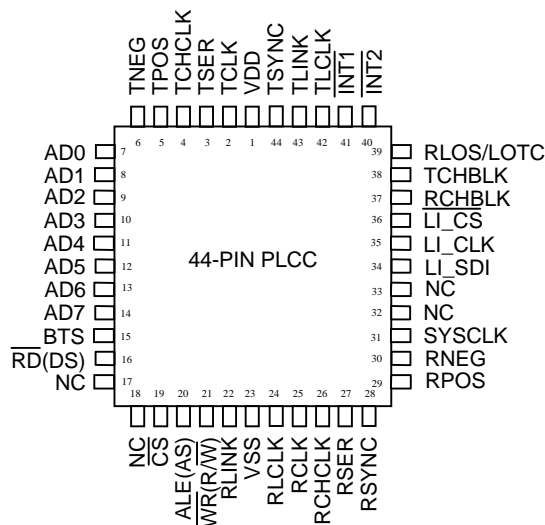 TNEG
TPOS
TCHCLK
TSER
TCLK
VDD
TSYNC
TLINK
TLCLK
INT1
INT2
6 5 4 3 2 1 44 43 42 41 40
AD0 7 39 RLOS/LOTC
AD1 8 38 TCHBLK
AD2 9 37 RCHBLK
AD3 10 36 LI_CS
AD4 11 35 LI_CLK
AD5 12 34 LI_SDI
44-PIN PLCC
AD6 13 33 NC
AD7 14 32 NC
BTS 15 31 SYSCLK
RD(DS) 16 30 RNEG
NC 17 29 RPOS
18 19 20 21 22 23 24 25 26 27 28
NC
CS
ALE(AS)
WR(R/W)
RLINK
VSS
RLCLK
RCLK
RCHCLK
RSER
RSYNC